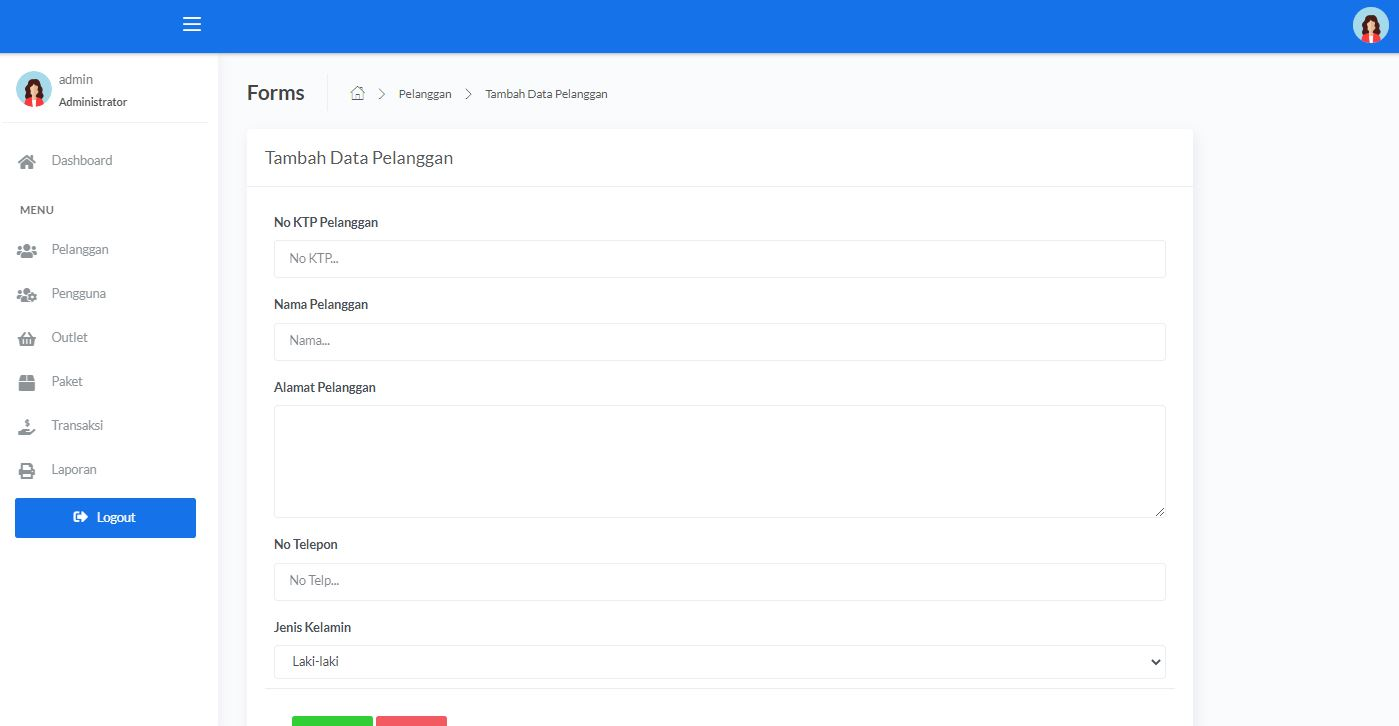 admin
Administrator
Dashboard
MENU
Pelanggan
Pengguna
Outlet
Paket
Transaksi
Laporan
Logout
Forms
Pelanggan
Tambah Data Pelanggan
Tambah Data Pelanggan
No KTP Pelanggan
No KTP...
Nama Pelanggan
Nama...
Alamat Pelanggan
No Telepon
No Telp...
Jenis Kelamin
Laki-laki